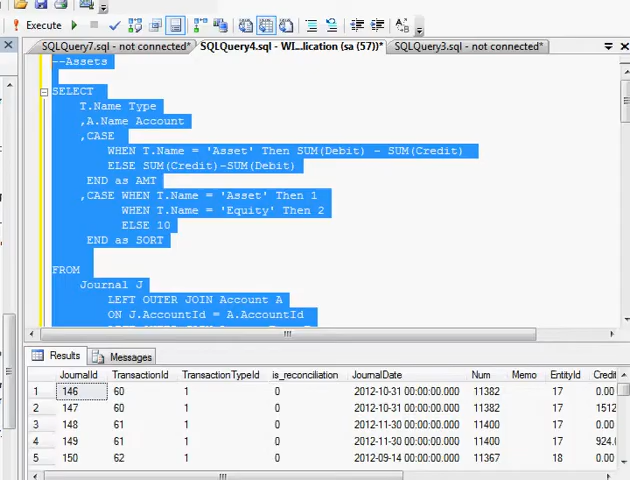 Execute
SQLQuery7.sql - not connected* SQLQuery4.sql - WI...lication (sa (57))* SQLQuery3.sql - not connected*
--Assets
SELECT
T.Name Type
,A.Name Account
,CASE
WHEN T.Name = 'Asset' Then SUM(Debit) - SUM(Credit)
ELSE SUM(Credit)-SUM(Debit)
END as AMT
,CASE WHEN T.Name = 'Asset' Then 1
WHEN T.Name = 'Equity' Then 2
ELSE 10
END as SORT
FROM
Journal J
LEFT OUTER JOIN Account A
ON J.AccountId = A.AccountId
Results Messages
JournalId TransactionId TransactionTypeId is_reconciliation JournalDate Num Memo EntityId Credit
1 146 60 1 0 2012-10-31 00:00:00.000 11382 17 0.00
2 147 60 1 0 2012-10-31 00:00:00.000 11382 17 1512
3 148 61 1 0 2012-11-30 00:00:00.000 11400 17 0.00
4 149 61 1 0 2012-11-30 00:00:00.000 11400 17 924.
5 150 62 1 0 2012-09-14 00:00:00.000 11367 18 0.00